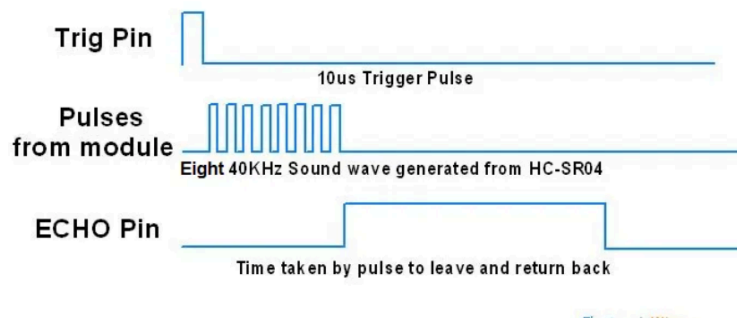 Trig Pin
10us Trigger Pulse
Pulses
from module
Eight 40KHz Sound wave generated from HC-SR04
ECHO Pin
Time taken by pulse to leave and return back